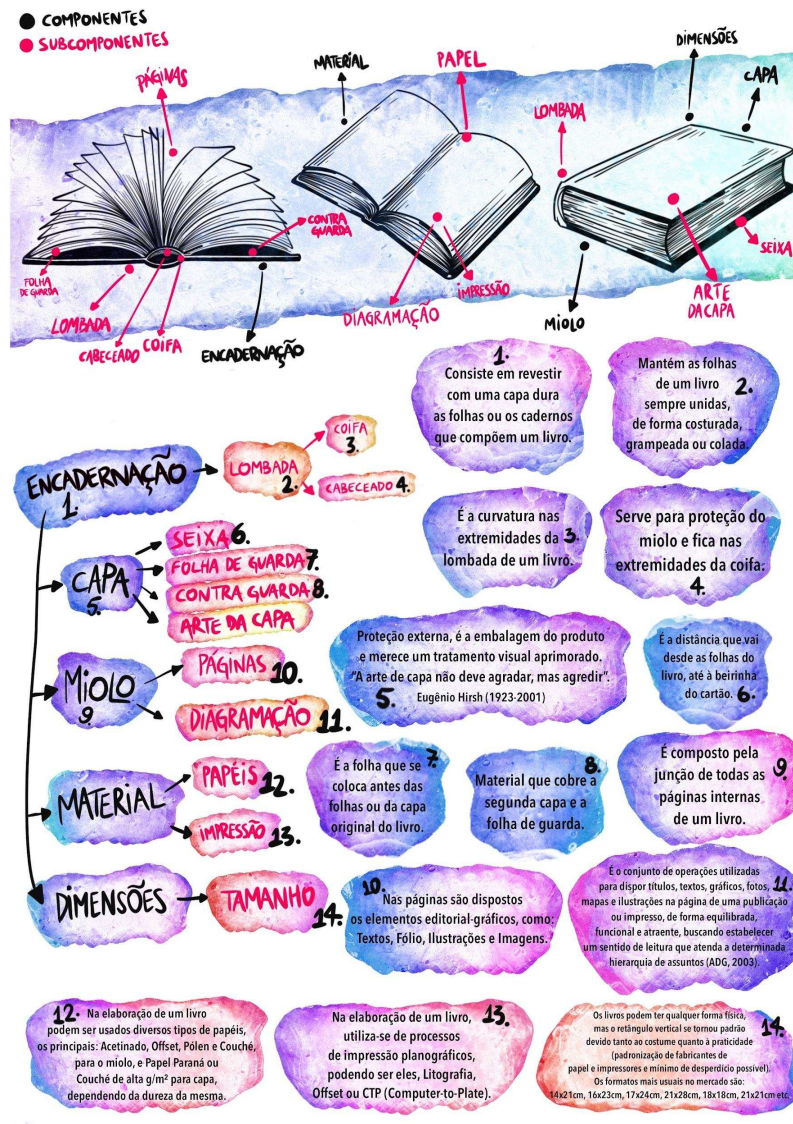 COMPONENTES
SUBCOMPONENTES
PÁGINAS
MATERIAL
PAPEL
DIMENSÕES
CAPA
LOMBADA
CONTRA
GUARDA
FOLHA
DE GUARDA
LOMBADA
CABECEADO
COIFA
ENCADERNAÇÃO
DIAGRAMAÇÃO
IMPRESSÃO
MIOLO
SEIXA
ARTE
DA CAPA
1.
Consiste em revestir
com uma capa dura
as folhas ou os cadernos
que compõem um livro.
Mantém as folhas
de um livro 2.
sempre unidas,
de forma costurada,
grampeada ou colada.
ENCADERNAÇÃO
1.
LOMBADA
2.
COIFA
3.
CABECEADO 4.
É a curvatura nas
extremidades da 3.
lombada de um livro.
Serve para proteção do
miolo e fica nas
extremidades da coifa.
4.
CAPA
5.
SEIXA 6.
FOLHA DE GUARDA 7.
CONTRA GUARDA 8.
ARTE DA CAPA
Proteção externa, é a embalagem do produto
e merece um tratamento visual aprimorado.
"A arte de capa não deve agradar, mas agredir".
5. Eugênio Hirsh (1923-2001)
É a distância que vai
desde as folhas do
livro, até à beirinha
do cartão. 6.
MIOLO
9.
PÁGINAS 10.
DIAGRAMAÇÃO 11.
7.
É a folha que se
coloca antes das
folhas ou da capa
original do livro.
8.
Material que cobre a
segunda capa e a
folha de guarda.
É composto pela
junção de todas as 9.
páginas internas
de um livro.
MATERIAL
PAPÉIS 12.
IMPRESSÃO 13.
DIMENSÕES
TAMANHO
14.
10.
Nas páginas são dispostos
os elementos editorial-gráficos, como:
Textos, Fólio, Ilustrações e Imagens.
É o conjunto de operações utilizadas
para dispor títulos, textos, gráficos, fotos, 11.
mapas e ilustrações na página de uma publicação
ou impresso, de forma equilibrada,
funcional e atraente, buscando estabelecer
um sentido de leitura que atenda a determinada
hierarquia de assuntos (ADG, 2003).
12. Na elaboração de um livro
podem ser usados diversos tipos de papéis,
os principais: Acetinado, Offset, Pólen e Couché,
para o miolo, e Papel Paraná ou
Couché de alta g/m² para capa,
dependendo da dureza da mesma.
Na elaboração de um livro, 13.
utiliza-se de processos
de impressão planográficos,
podendo ser eles, Litografia,
Offset ou CTP (Computer-to-Plate).
Os livros podem ter qualquer forma física,
mas o retângulo vertical se tornou padrão 14.
devido tanto ao costume quanto à praticidade
(padronização de fabricantes de
papel e impressores e mínimo de desperdício possível).
Os formatos mais usuais no mercado são:
14x21cm, 16x23cm, 17x24cm, 21x28cm, 18x18cm, 21x21cm etc.